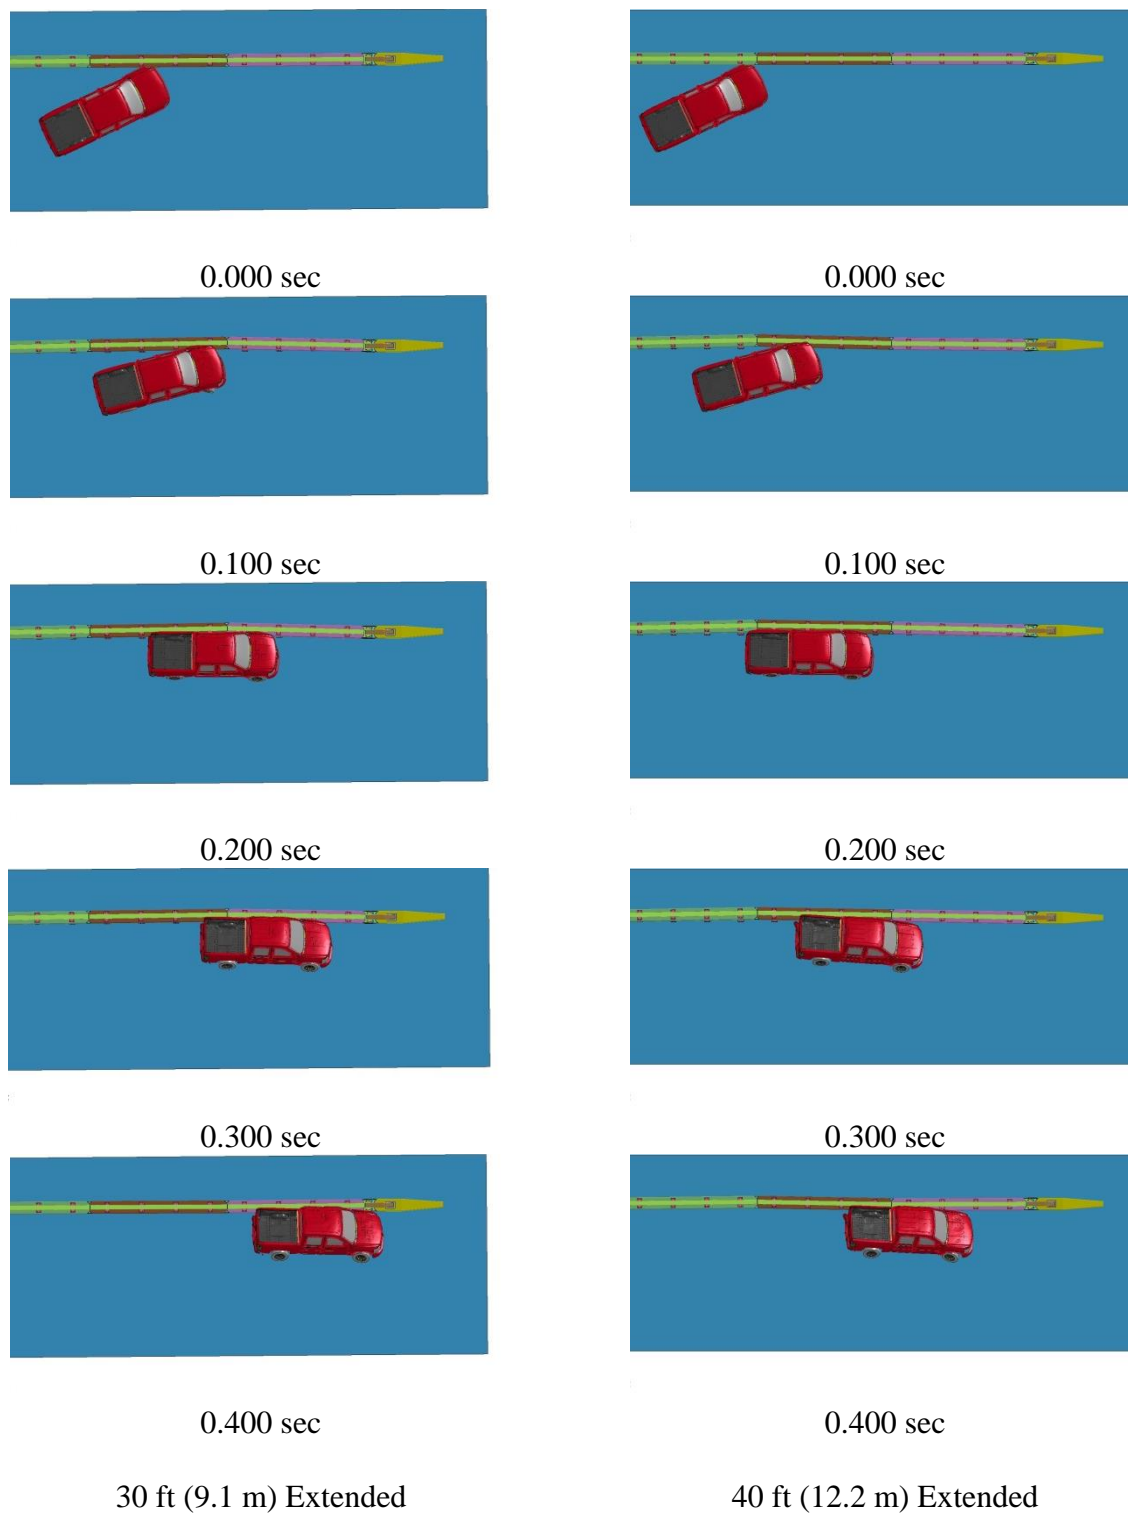 0.000 sec 0.000 sec
0.100 sec 0.100 sec
0.200 sec 0.200 sec
0.300 sec 0.300 sec
0.400 sec 0.400 sec
30 ft (9.1 m) Extended 40 ft (12.2 m) Extended